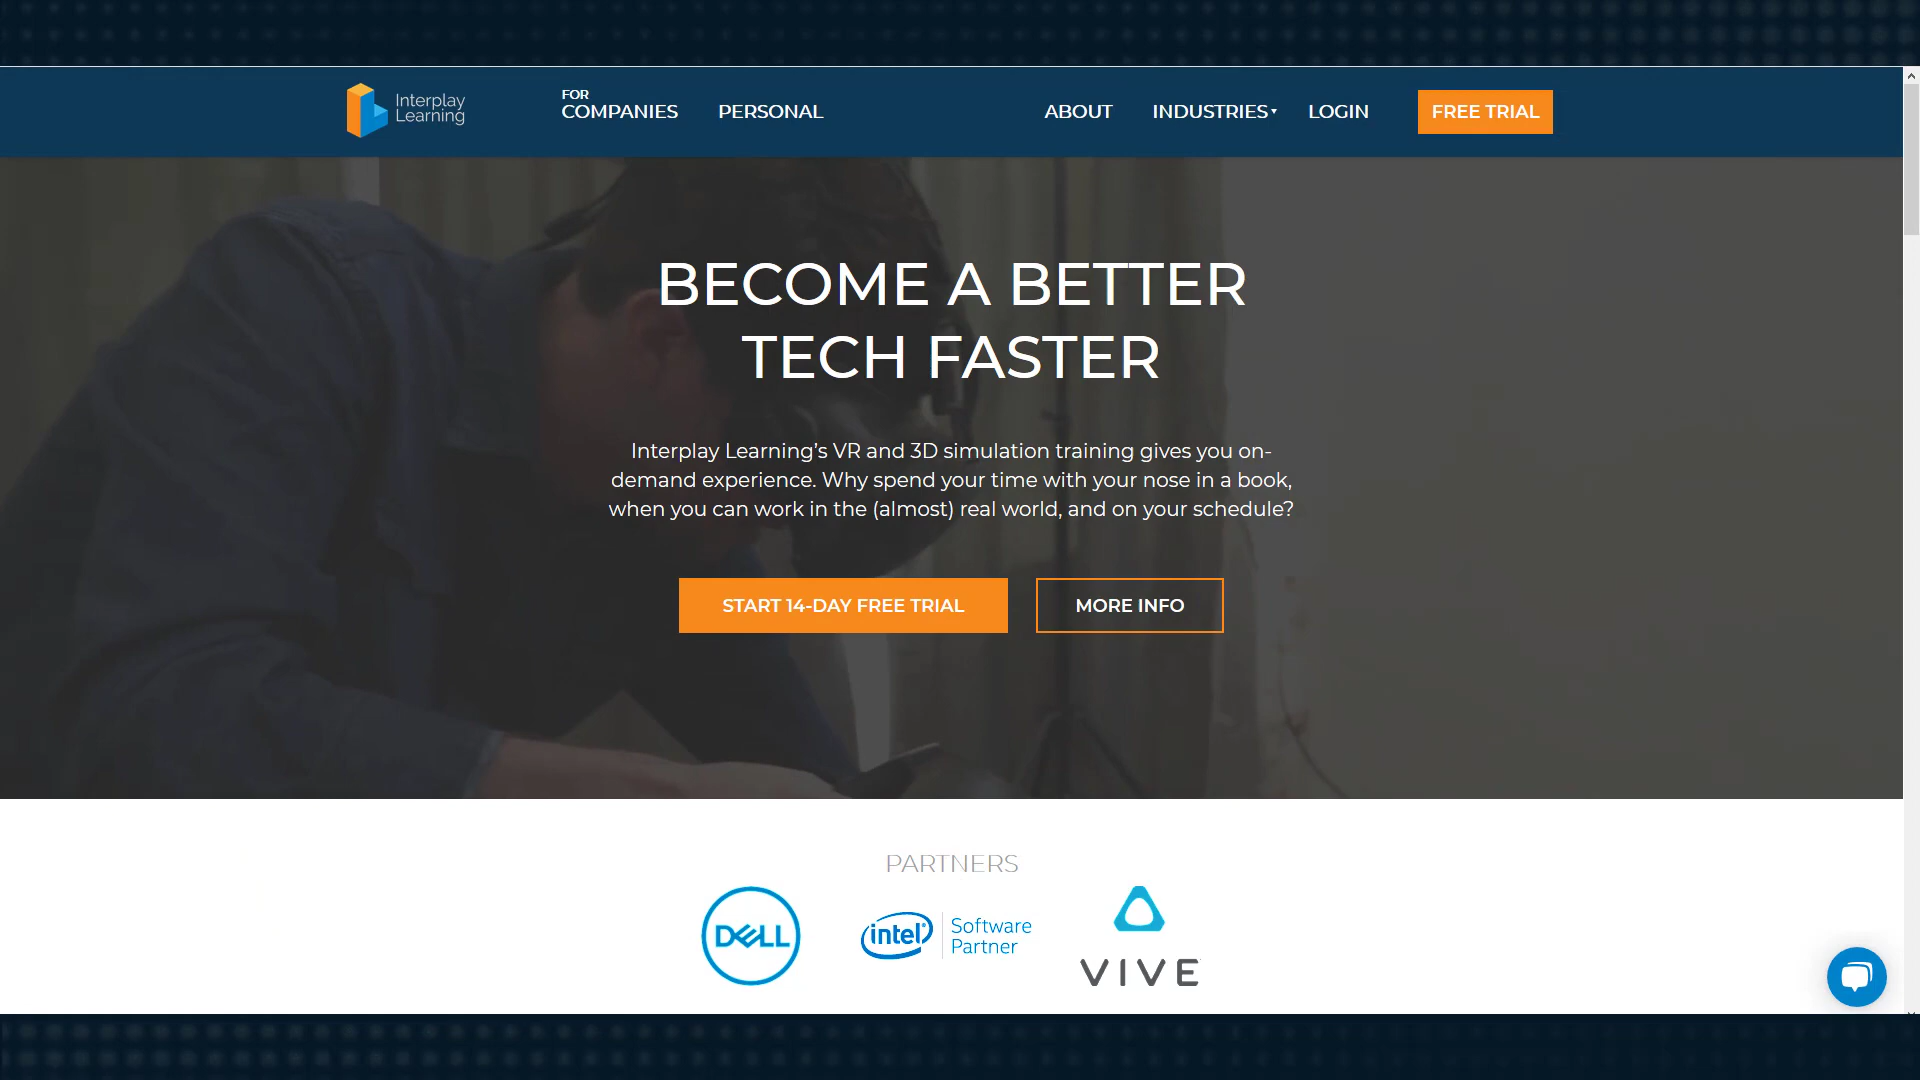 Interplay
Learning
FOR
COMPANIES
PERSONAL
ABOUT
INDUSTRIES
LOGIN
FREE TRIAL
BECOME A BETTER
TECH FASTER
Interplay Learning’s VR and 3D simulation training gives you on-
demand experience. Why spend your time with your nose in a book,
when you can work in the (almost) real world, and on your schedule?
START 14-DAY FREE TRIAL
MORE INFO
PARTNERS
DELL
intel
Software
Partner
VIVE